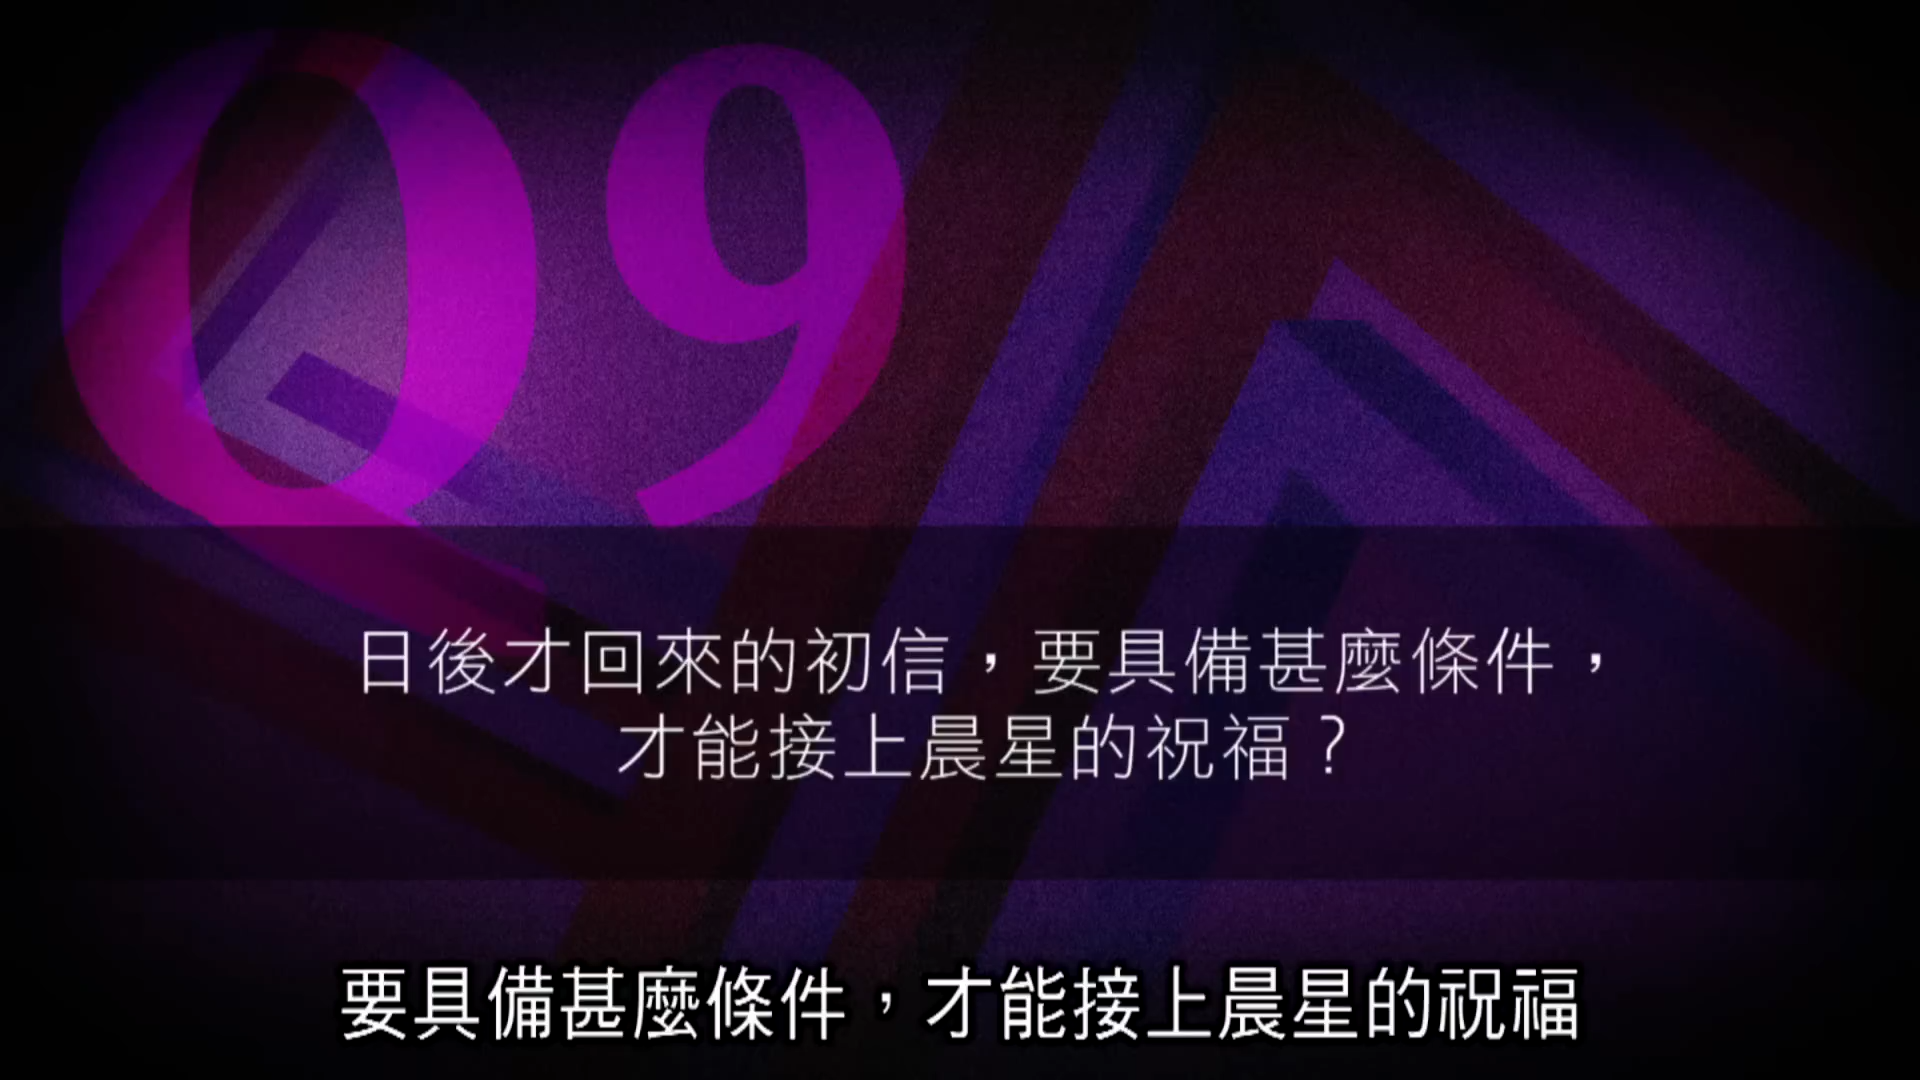 Q9
日後才回來的初信，要具備甚麼條件，
才能接上晨星的祝福？
要具備甚麼條件，才能接上晨星的祝福